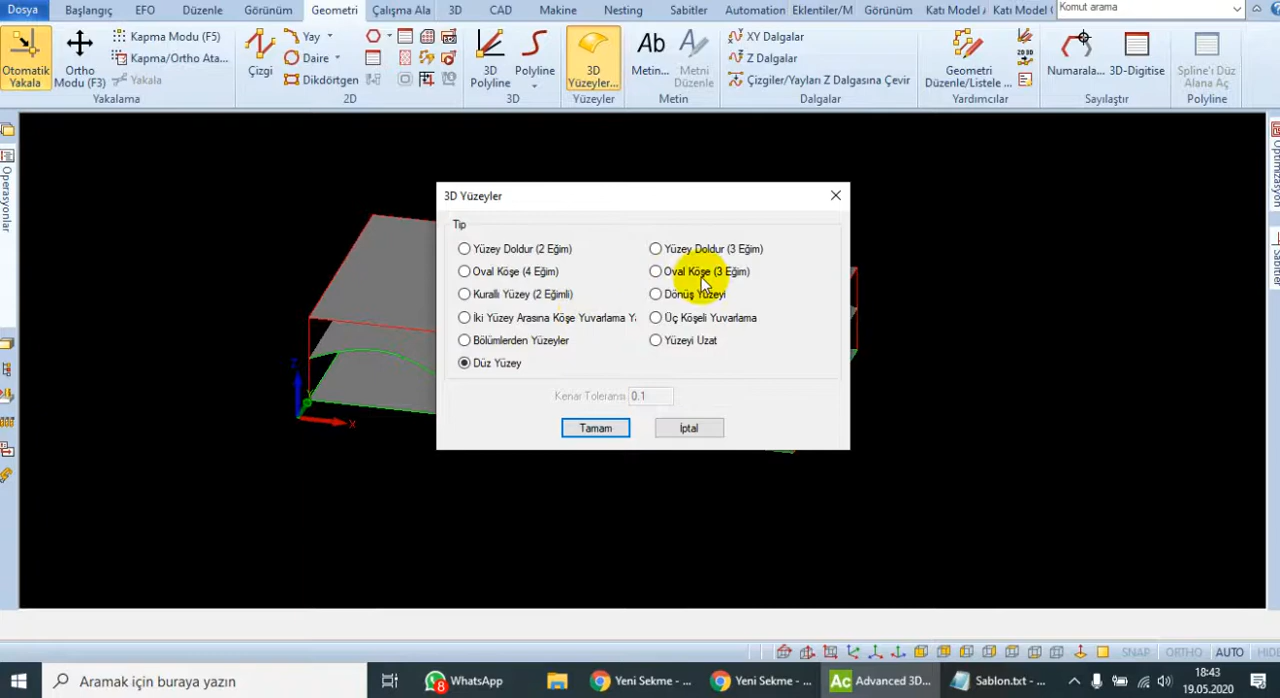 Dosya Başlangıç EFO Düzenle Görünüm Geometri Çalışma Ala 3D CAD Makine Nesting Sabitler Automation Eklentiler/M Görünüm Katı Model Katı Model Komut arama
Kapma Modu (F5) Yay XY Dalgalar
Kapma/Ortho Ata... Daire Z Dalgalar
Otomatik Yakala Ortho Modu (F3) Yakala Çizgi Dikdörtgen 3D Polyline Polyline 3D Yüzeyler... Metin... Metni Düzenle Çizgiler/Yayları Z Dalgasına Çevir Geometri Düzenle/Listele ... Numarala... 3D-Digitise Spline'ı Düz Alana Aç
Yakalama 2D 3D Yüzeyler Metin Dalgalar Yardımcılar Sayılaştır Polyline
Operasyonlar
Optimizasyon
Sabitler
3D Yüzeyler
Tip
Yüzey Doldur (2 Eğim) Yüzey Doldur (3 Eğim)
Oval Köşe (4 Eğim) Oval Köşe (3 Eğim)
Kurallı Yüzey (2 Eğimli) Dönüş Yüzeyi
İki Yüzey Arasına Köşe Yuvarlama Y Üç Köşeli Yuvarlama
Bölümlerden Yüzeyler Yüzeyi Uzat
Düz Yüzey
Kenar Toleransı 0.1
Tamam İptal
Z
Y
X
SNAP ORTHO AUTO HIDE
Aramak için buraya yazın 8 WhatsApp Yeni Sekme - ... Yeni Sekme - ... Ac Advanced 3D... Sablon.txt - ... 18:43
19.05.2020